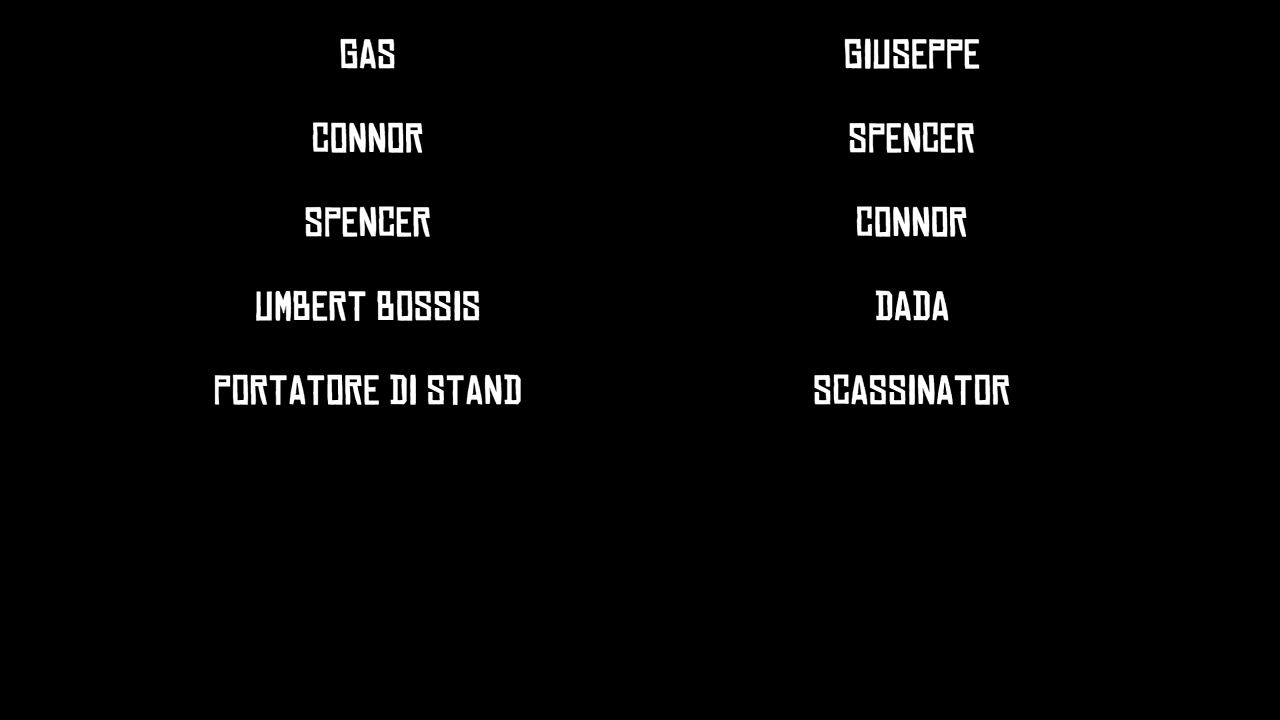 GAS GIUSEPPE
CONNOR SPENCER
SPENCER CONNOR
UMBERT BOSSIS DADA
PORTATORE DI STAND SCASSINATOR